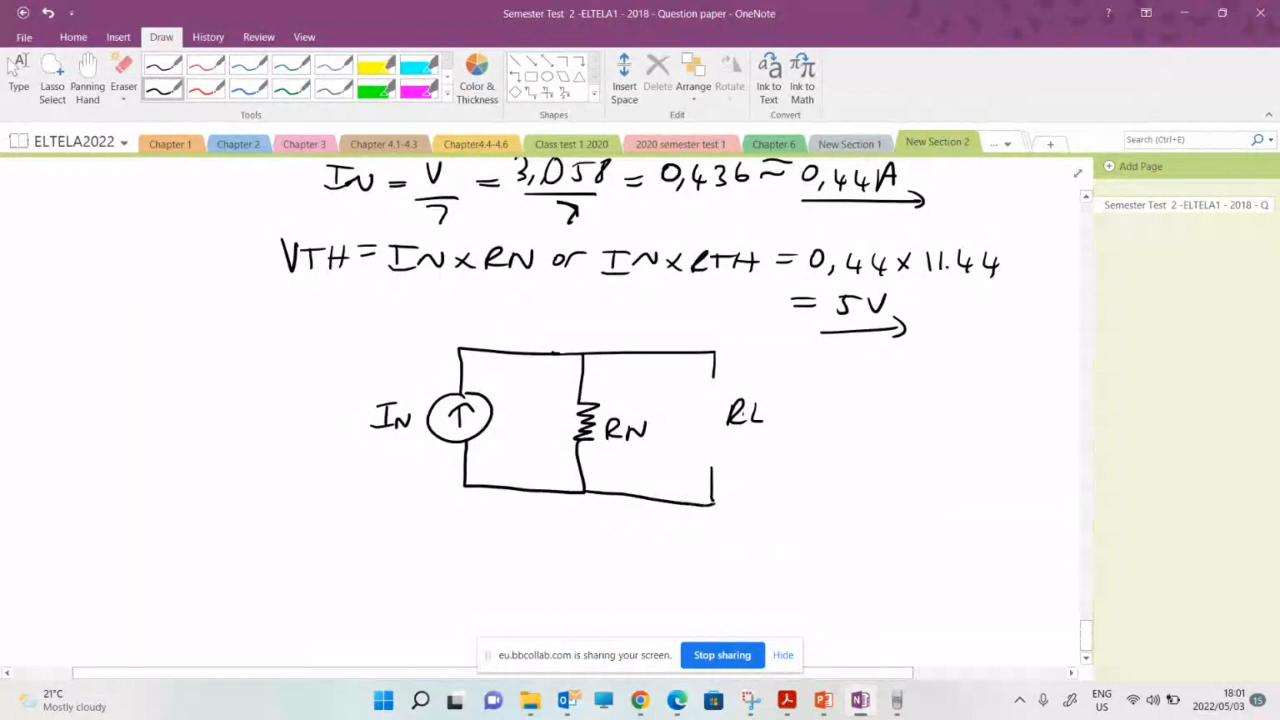 Semester Test 2 -ELTELA1 - 2018 - Question paper - OneNote
File Home Insert Draw History Review View
Type Lasso Select Panning Hand Eraser Color & Thickness Insert Space Delete Arrange Rotate Ink to Text Ink to Math
Tools Shapes Edit Convert
ELTELA2022 Chapter 1 Chapter 2 Chapter 3 Chapter 4.1-4.3 Chapter4.4-4.6 Class test 1 2020 2020 semester test 1 Chapter 6 New Section 1 New Section 2 ... Search (Ctrl+E)
Add Page
Semester Test 2 -ELTELA1 - 2018 - Q
IN = V/7 = 3,058/7 = 0,436 ≈ 0,44A
VTH = IN x RN or IN x RTH = 0,44 x 11.44
= 5V
IN RN RL
eu.bbcollab.com is sharing your screen. Stop sharing Hide
21°C
Mostly cloudy
ENG
US
18:01
2022/05/03